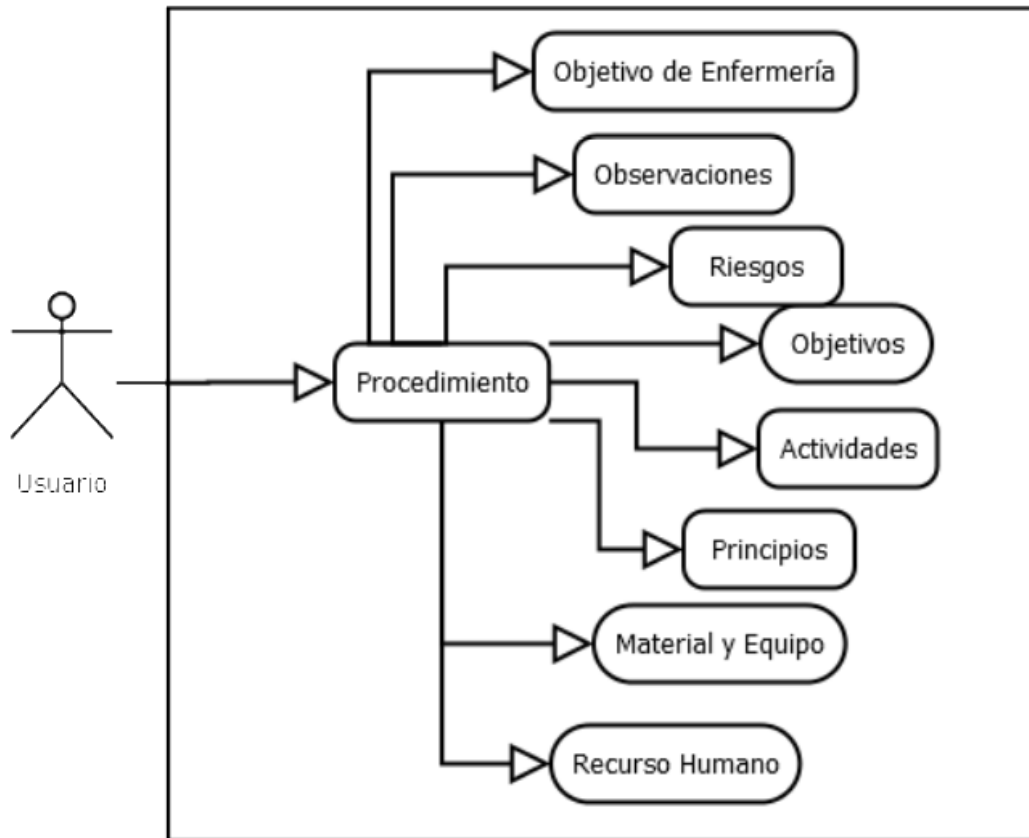 Objetivo de Enfermería
Observaciones
Riesgos
Objetivos
Procedimiento
Actividades
Usuario
Principios
Material y Equipo
Recurso Humano